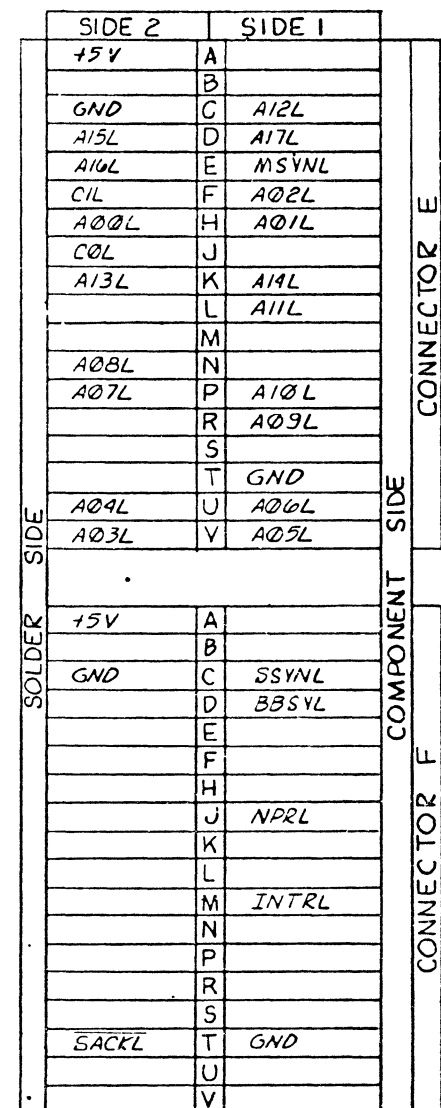 SIDE 2 SIDE 1
+5V A
B
GND C A12L
A15L D A17L
A16L E MSYNL
C1L F A02L
A00L H A01L
C0L J
A13L K A14L
L A11L
M
A08L N
A07L P A10L
R A09L
S
T GND
A04L U A06L
A03L V A05L
CONNECTOR E
SOLDER SIDE
COMPONENT SIDE
+5V A
B
GND C SSYNL
D BBSYL
E
F
H
J NPRL
K
L
M INTRL
N
P
R
S
SACKL T GND
U
V
CONNECTOR F